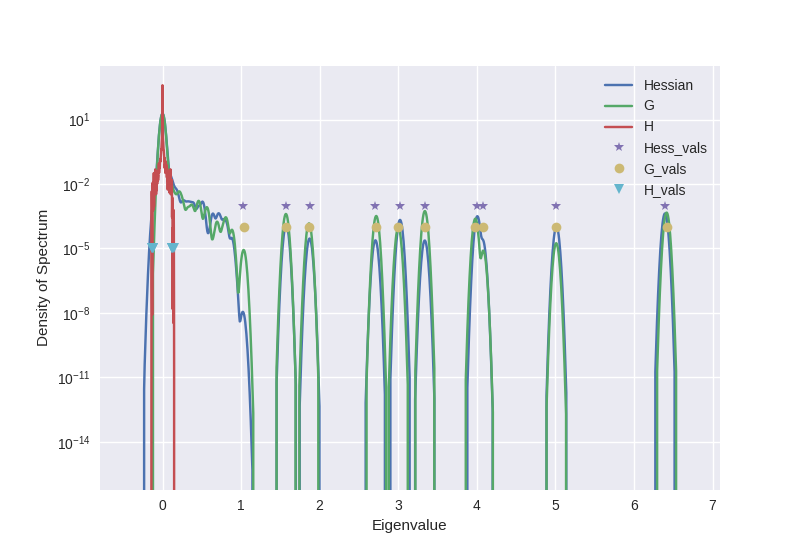 Hessian
G
H
Hess_vals
G_vals
H_vals
10^1
10^-2
10^-5
10^-8
10^-11
10^-14
Density of Spectrum
0 1 2 3 4 5 6 7
Eigenvalue